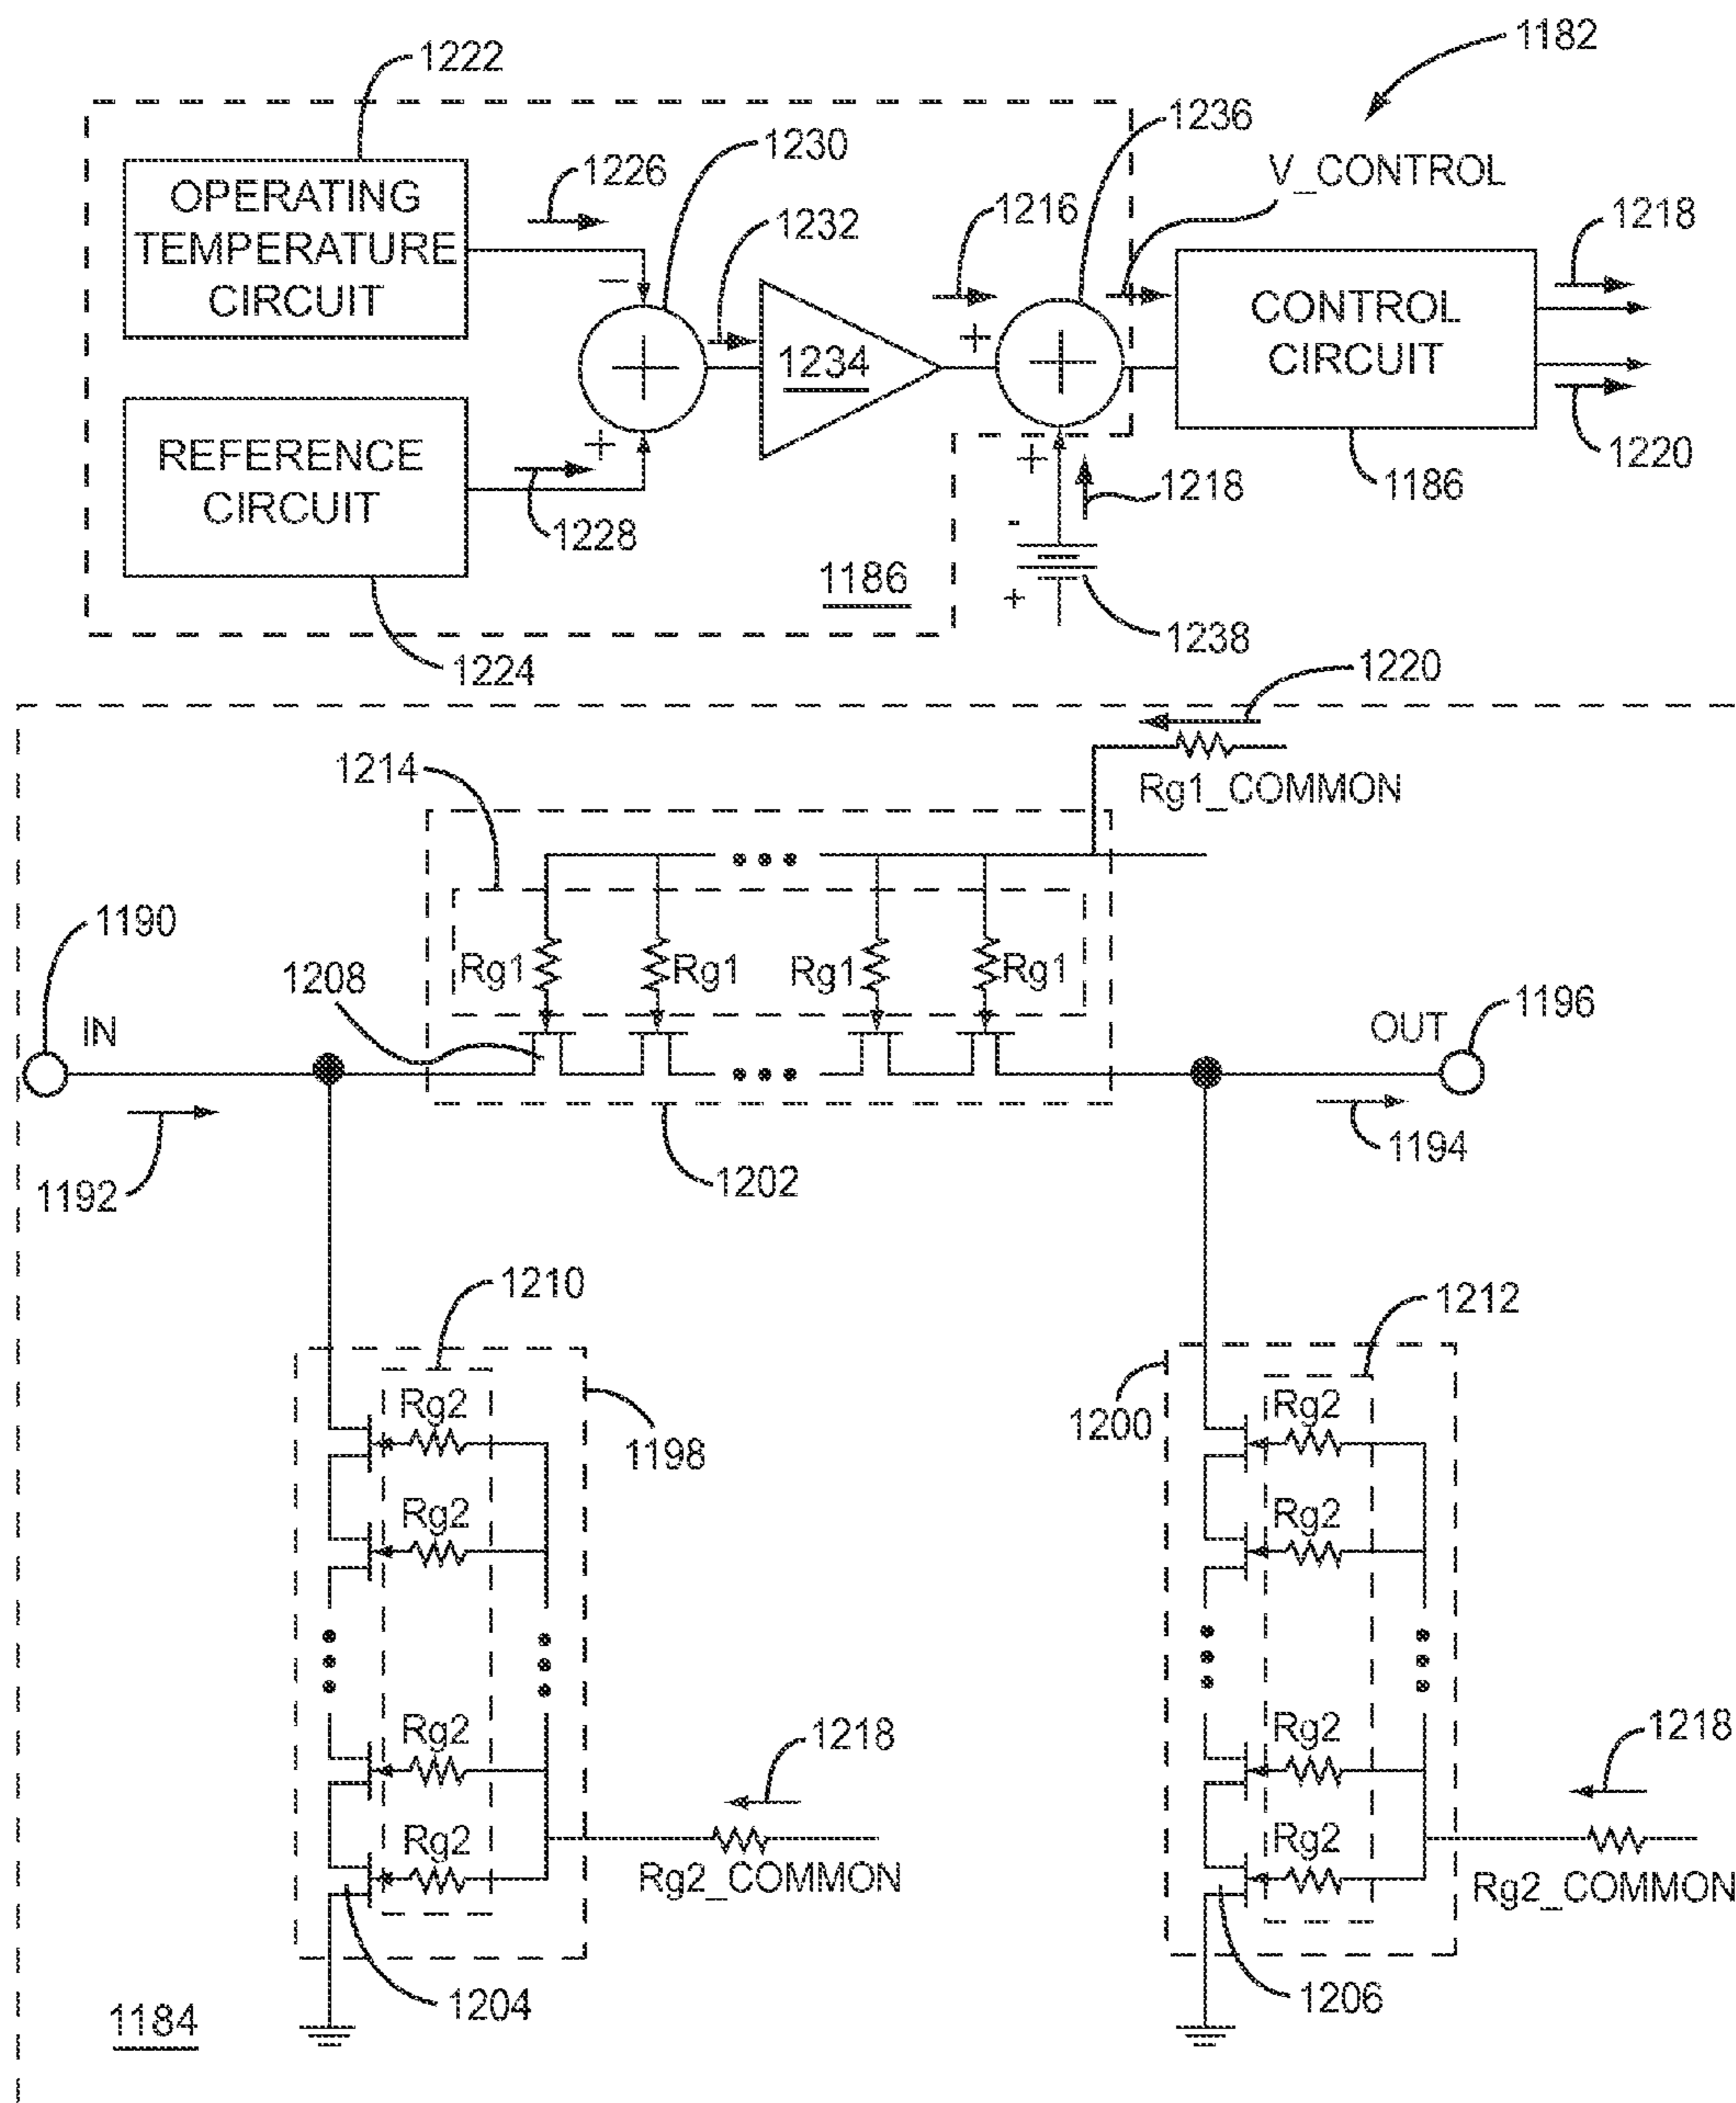 1222
1182
1236
1230
V_CONTROL
1226
1232
1216
1218
OPERATING
TEMPERATURE
CIRCUIT
−
+
+
+
1234
CONTROL
CIRCUIT
REFERENCE
CIRCUIT
+
+
1228
1218
1186
1220
-
+
1186
1238
1224
1220
1214
Rg1_COMMON
1190
1208
Rg1
Rg1
Rg1
Rg1
1196
IN
OUT
1192
1202
1194
1210
1212
Rg2
1198
1200
Rg2
Rg2
Rg2
Rg2
1218
Rg2
1218
Rg2
Rg2
Rg2_COMMON
Rg2_COMMON
1204
1206
1184